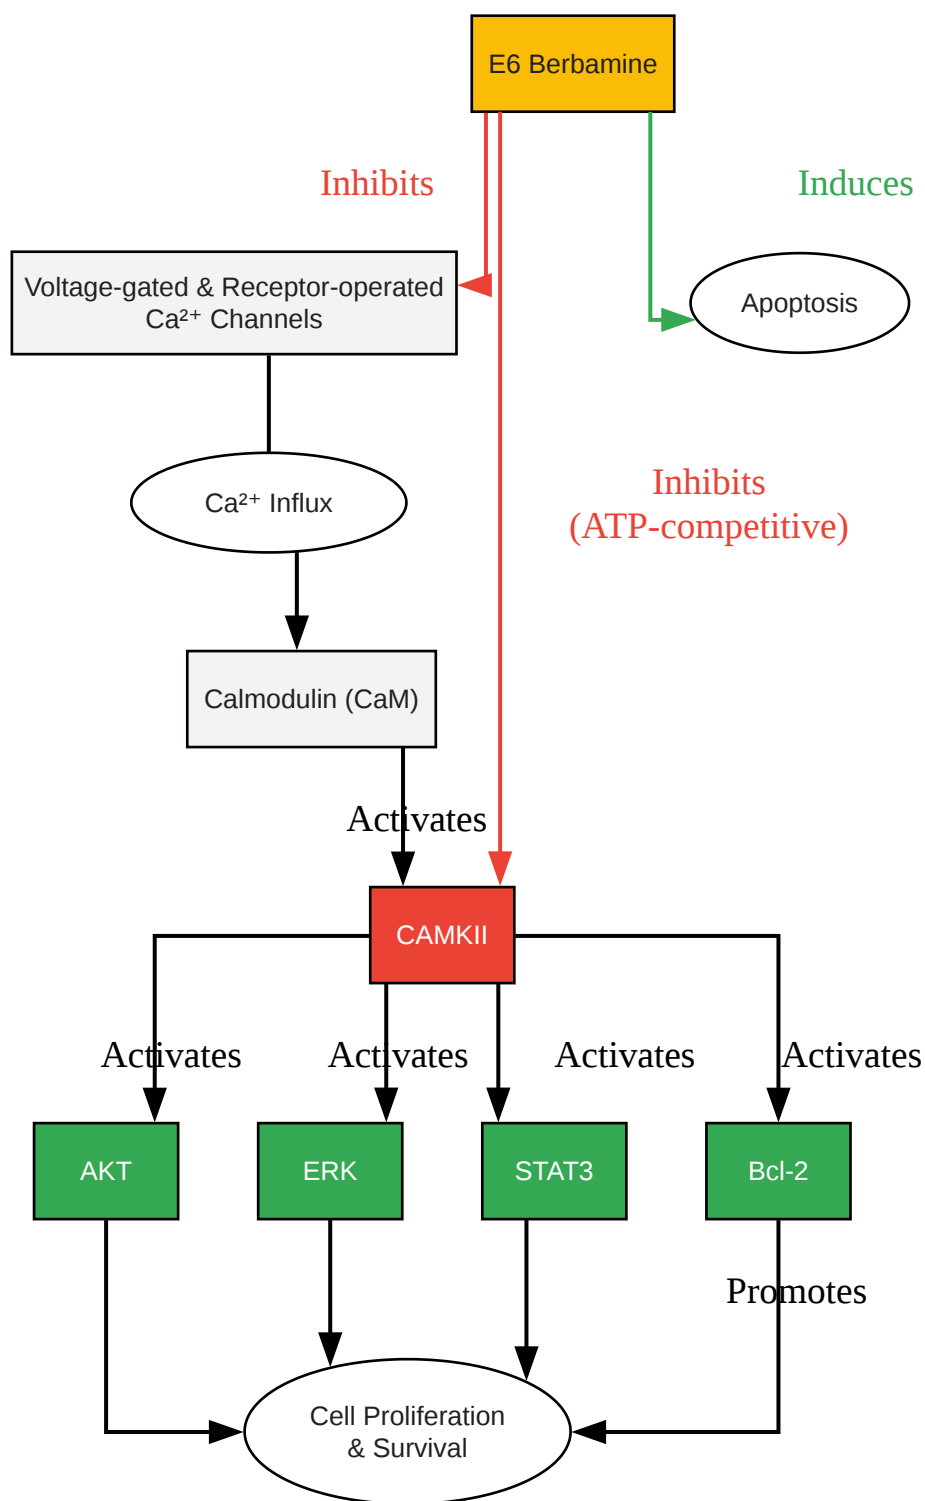 E6 Berbamine
Inhibits
Induces
Voltage-gated & Receptor-operated
Ca²⁺ Channels
Apoptosis
Inhibits
(ATP-competitive)
Ca²⁺ Influx
Calmodulin (CaM)
Activates
CAMKII
Activates
Activates
Activates
Activates
AKT
ERK
STAT3
Bcl-2
Promotes
Cell Proliferation
& Survival